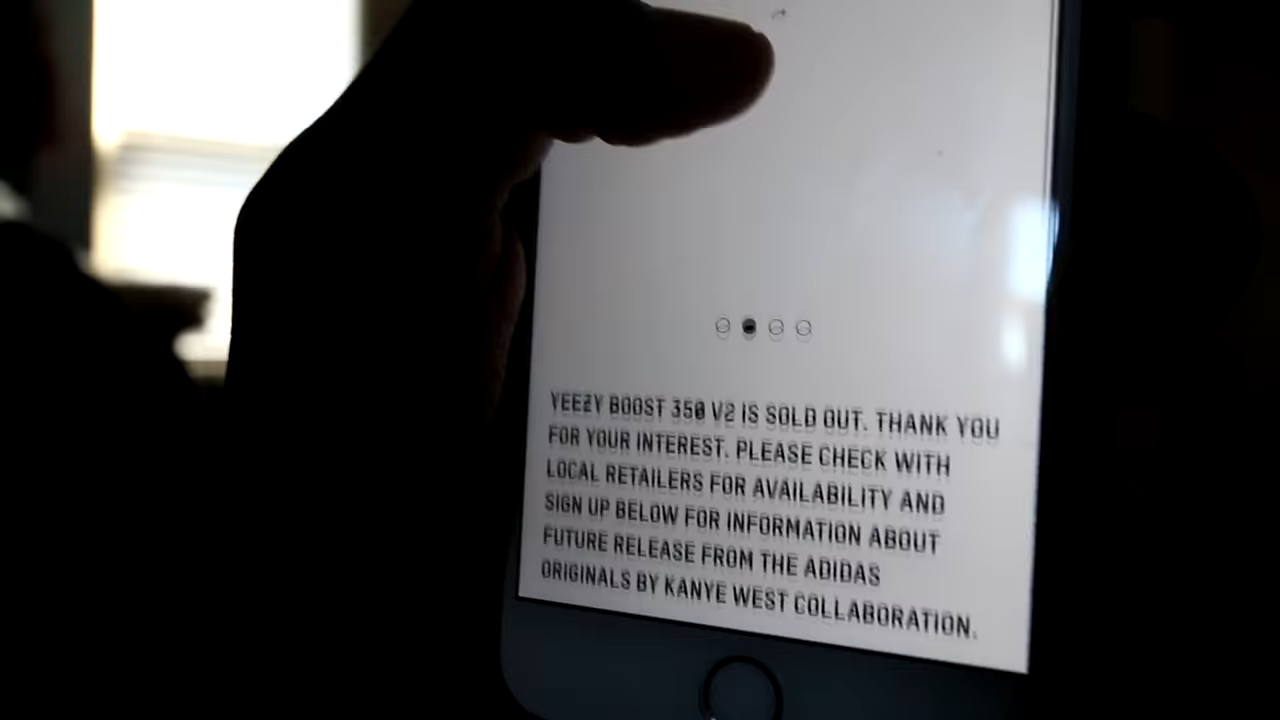 YEEZY BOOST 350 V2 IS SOLD OUT. THANK YOU
FOR YOUR INTEREST. PLEASE CHECK WITH
LOCAL RETAILERS FOR AVAILABILITY AND
SIGN UP BELOW FOR INFORMATION ABOUT
FUTURE RELEASE FROM THE ADIDAS
ORIGINALS BY KANYE WEST COLLABORATION.